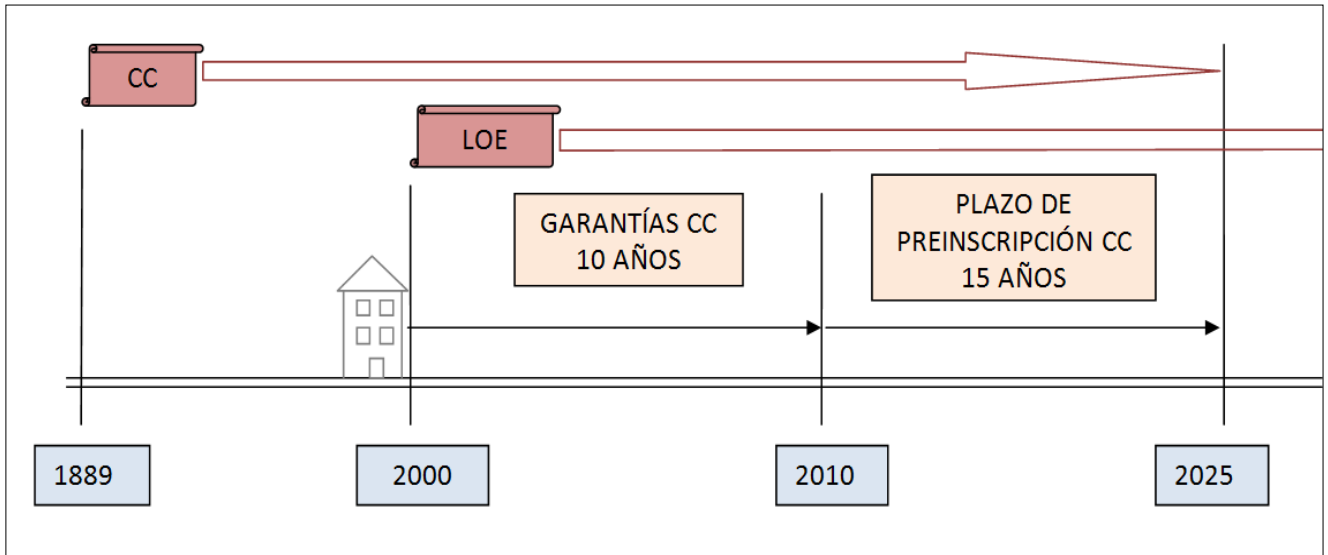 CC
LOE
GARANTÍAS CC
10 AÑOS
PLAZO DE
PREINSCRIPCIÓN CC
15 AÑOS
1889
2000
2010
2025